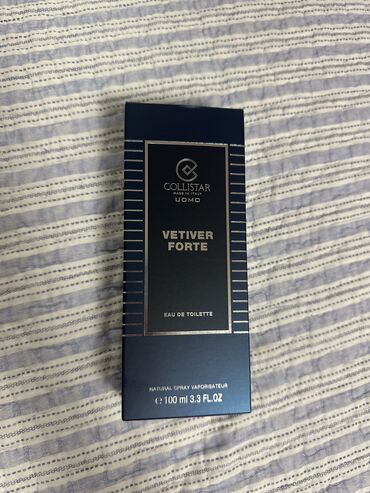 COLLISTAR
MADE IN ITALY
UOMO
VETIVER
FORTE
EAU DE TOILETTE
NATURAL SPRAY VAPORISATEUR
e 100 ml 3.3 FL.OZ